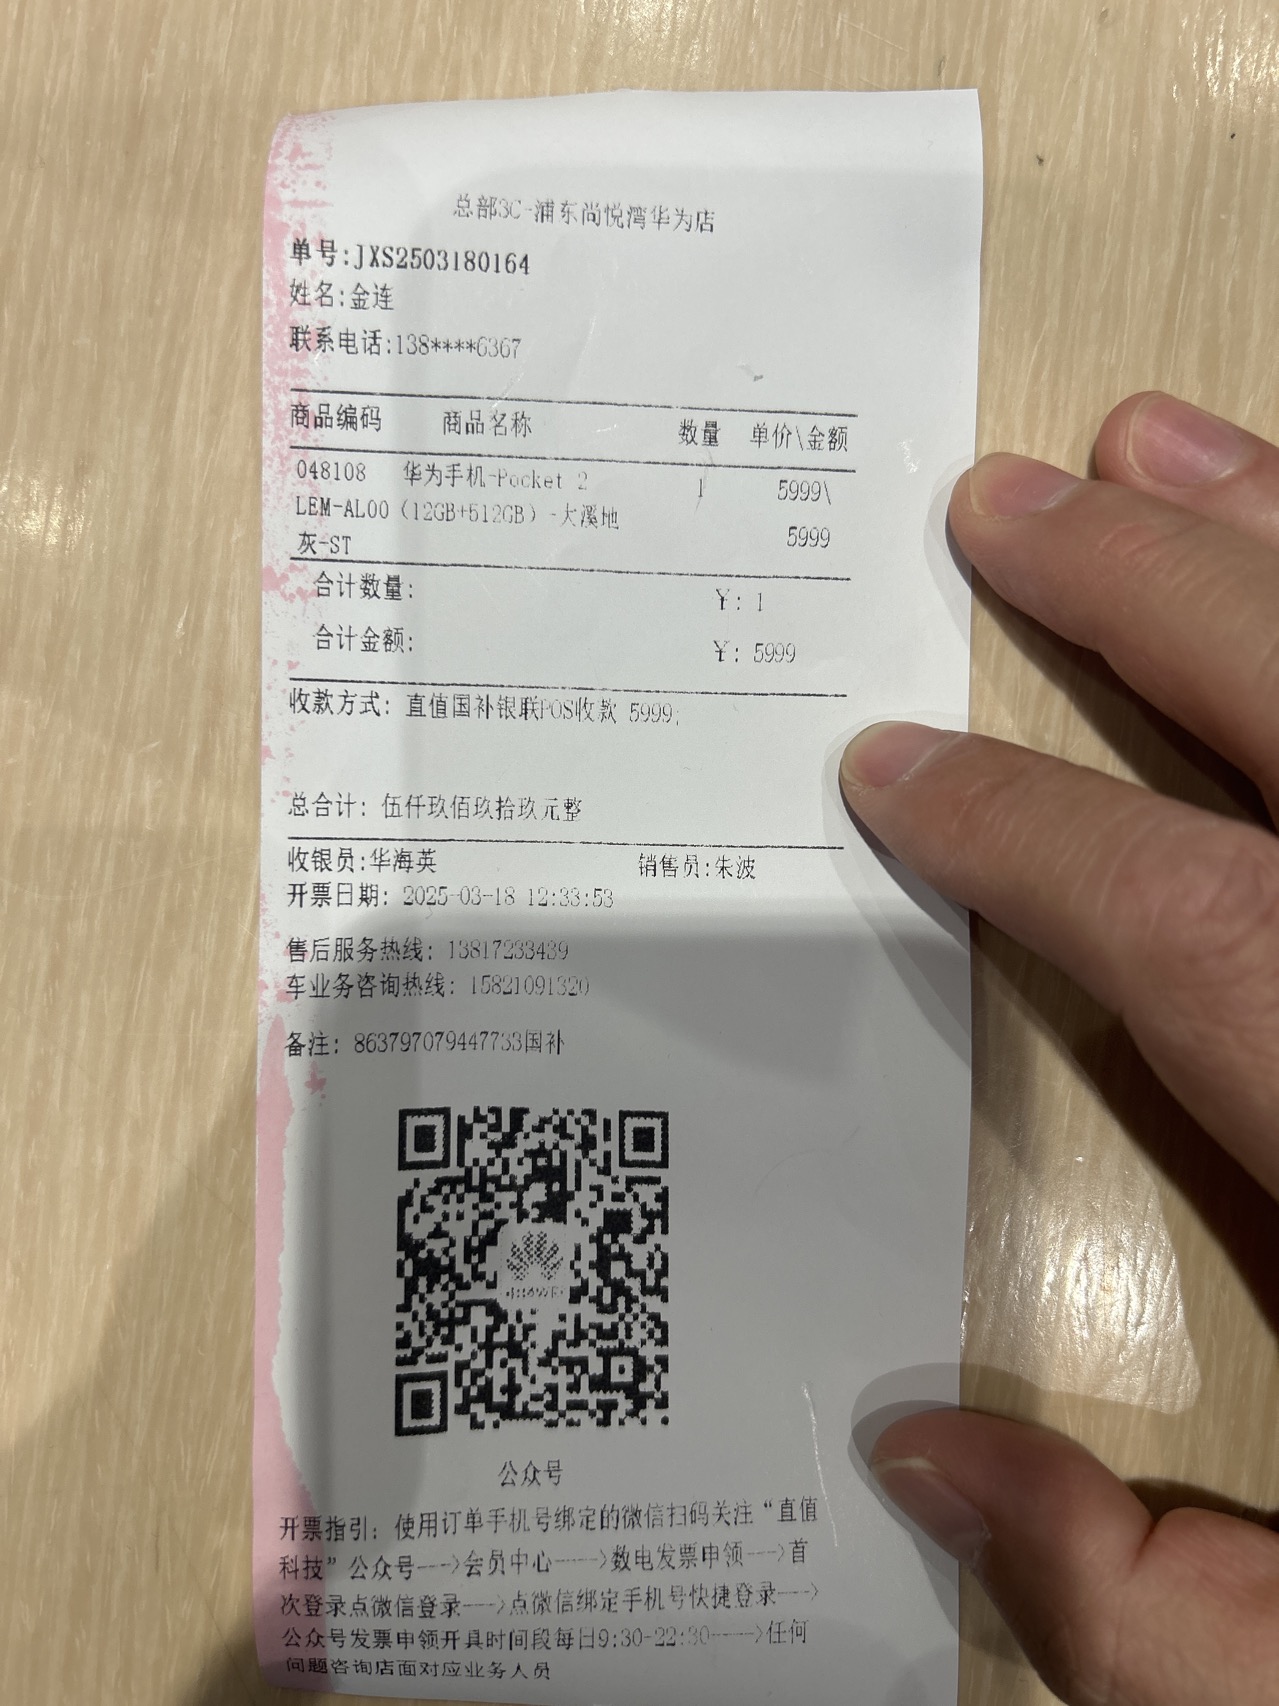 总部3C-浦东尚悦湾华为店
单号:JXS2503180164
姓名:金连
联系电话:138****6367
商品编码 商品名称 数量 单价\金额
048108 华为手机-Pocket 2 1 5999\
LEM-AL00（12GB+512GB）-大溪地 5999
灰-ST
合计数量: ¥: 1
合计金额: ¥: 5999
收款方式: 直值国补银联POS收款 5999;
总合计: 伍仟玖佰玖拾玖元整
收银员:华海英 销售员:朱波
开票日期: 2025-03-18 12:33:53
售后服务热线: 13817233439
车业务咨询热线: 15821091320
备注: 863797079447733国补
HUAWEI
公众号
开票指引: 使用订单手机号绑定的微信扫码关注“直值
科技”公众号--->会员中心---->数电发票申领--->首
次登录点微信登录--->点微信绑定手机号快捷登录--->
公众号发票申领开具时间段每日9:30-22:30---->任何
问题咨询店面对应业务人员